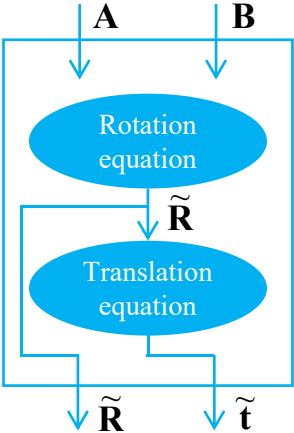 A B
Rotation
equation
R̃
Translation
equation
R̃ t̃